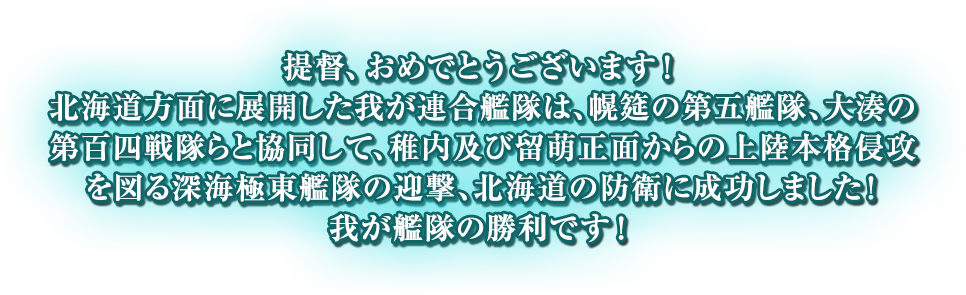 提督、おめでとうございます！
北海道方面に展開した我が連合艦隊は、幌筵の第五艦隊、大湊の
第百四戦隊らと協同して、稚内及び留萌正面からの上陸本格侵攻
を図る深海極東艦隊の迎撃、北海道の防衛に成功しました！
我が艦隊の勝利です！